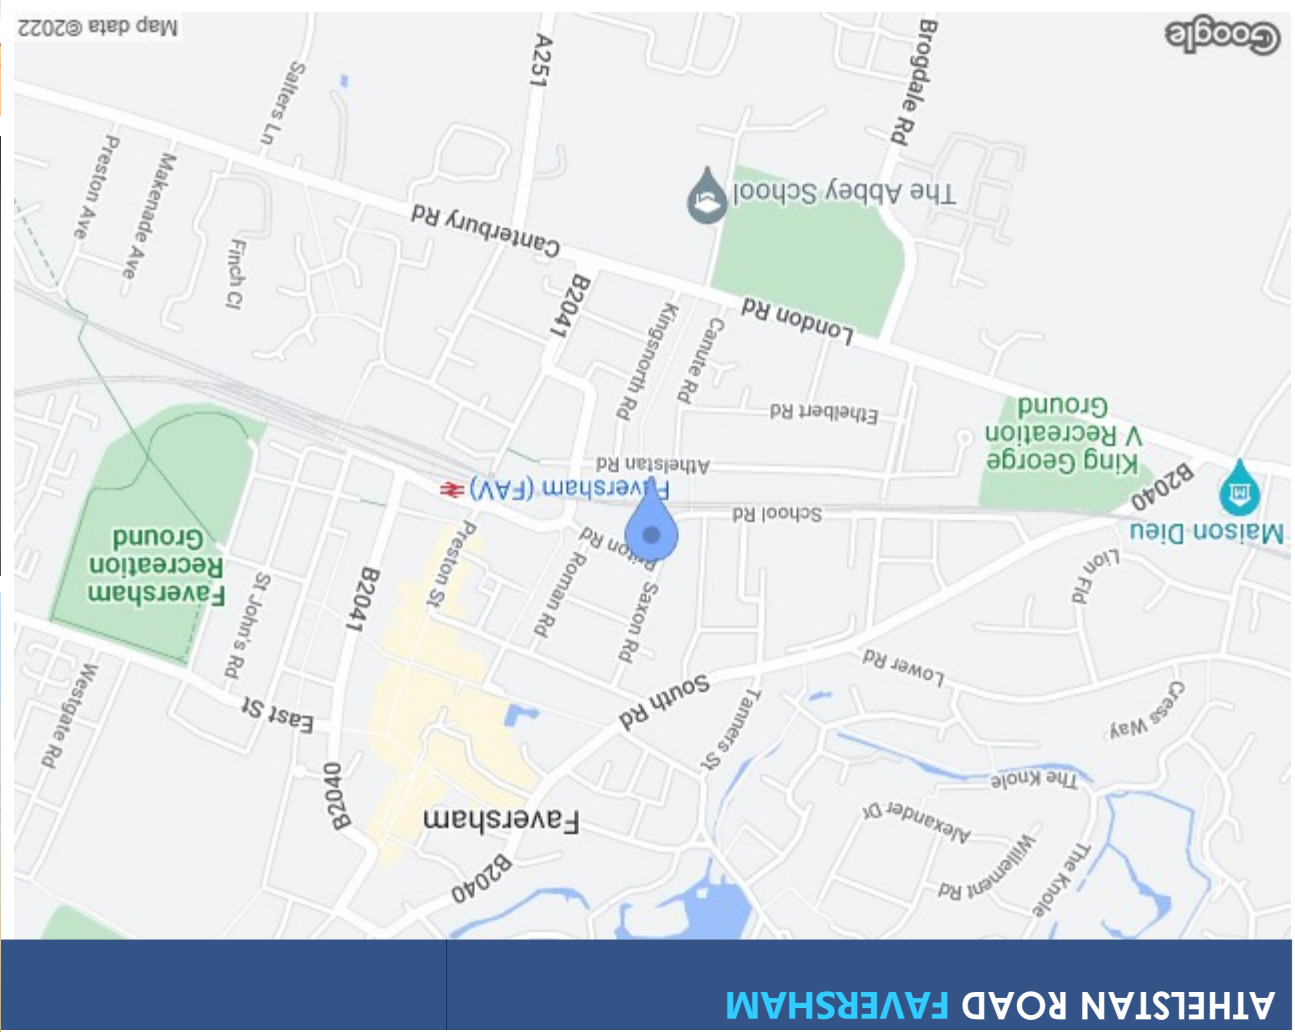 ATHELSTAN ROAD FAVERSHAM
The Knole
Willement Rd
Alexander Dr
The Knole
Cress Way
B2040
Faversham
B2040
Tanners St
South Rd
Lower Rd
East St
Westgate Rd
St John's Rd
Faversham
Recreation
Ground
B2041
Preston St
Roman Rd
Saxon Rd
Lion Fld
Maison Dieu
B2040
School Rd
Faversham (FAV)
Athelstan Rd
King George
V Recreation
Ground
Ethelbert Rd
Canute Rd
Kingsnorth Rd
London Rd
B2041
Canterbury Rd
Finch Cl
Makenade Ave
Preston Ave
The Abbey School
Brogdale Rd
A251
Salters Ln
Google
Map data ©2022